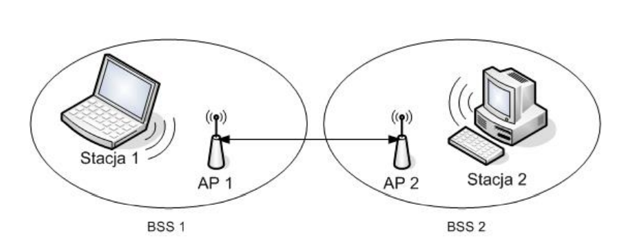 Stacja 1
AP 1
AP 2
Stacja 2
BSS 1
BSS 2